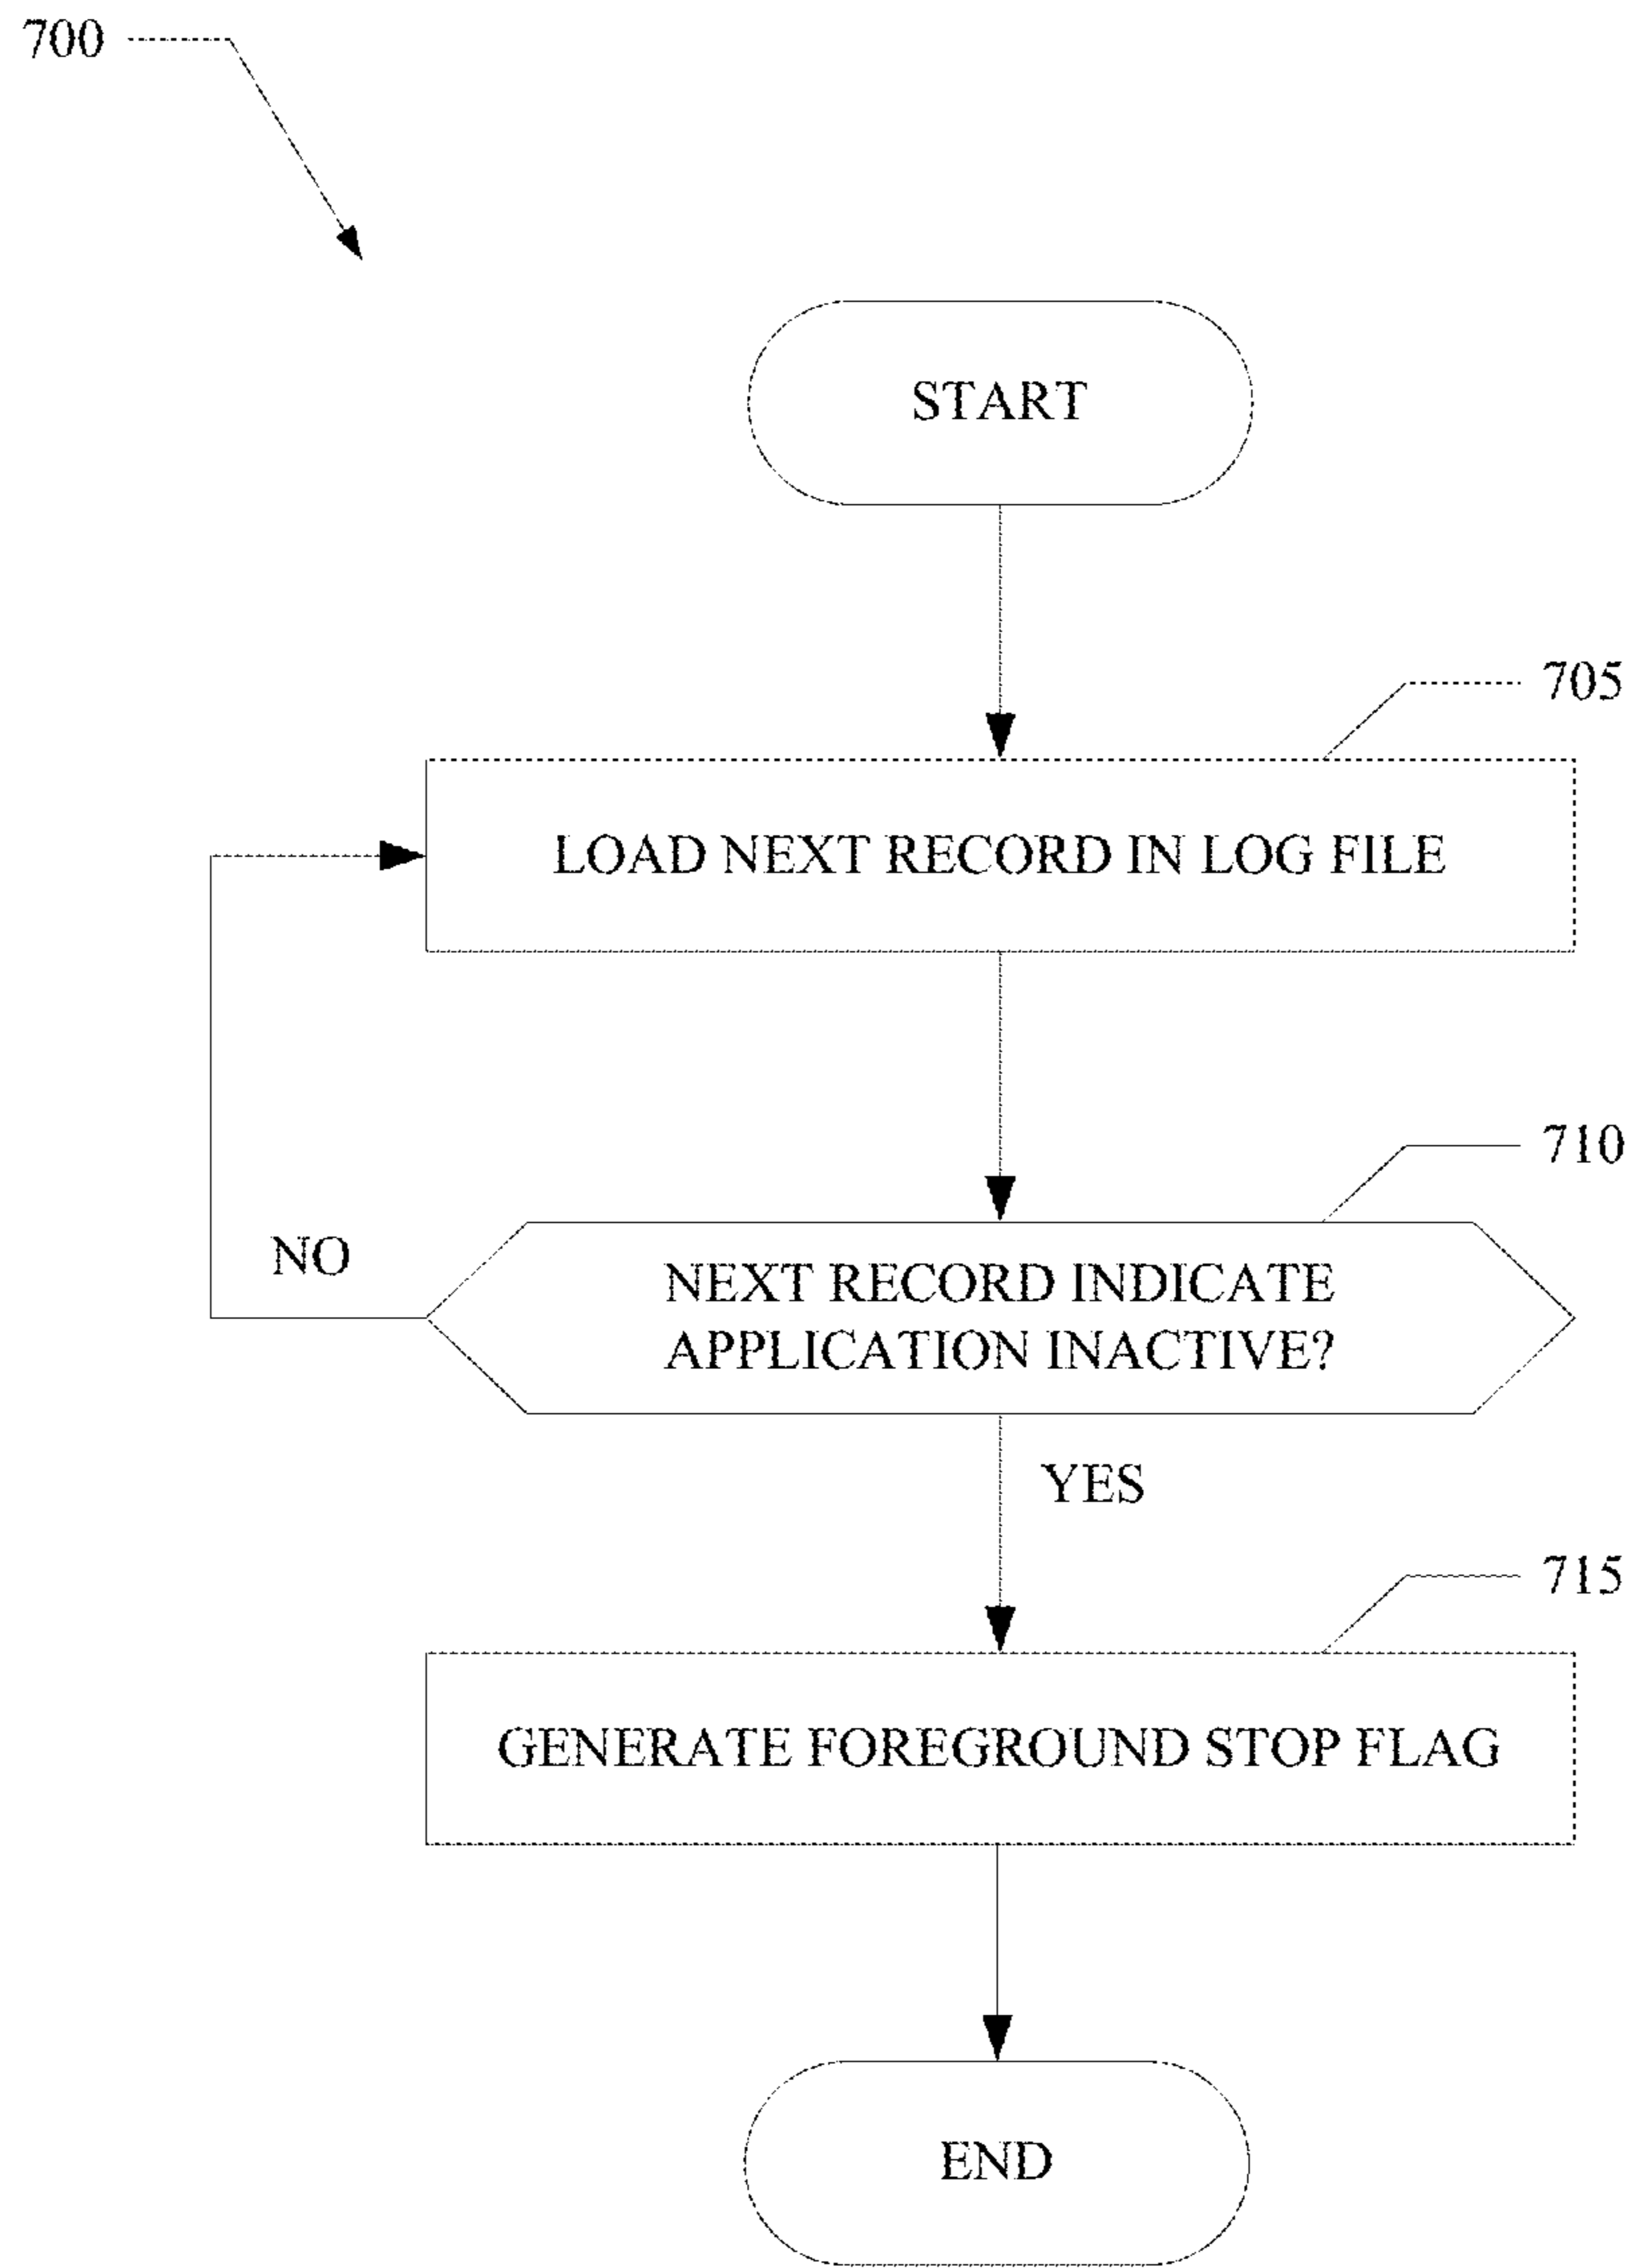 700
START
705
LOAD NEXT RECORD IN LOG FILE
710
NO
NEXT RECORD INDICATE
APPLICATION INACTIVE?
YES
715
GENERATE FOREGROUND STOP FLAG
END